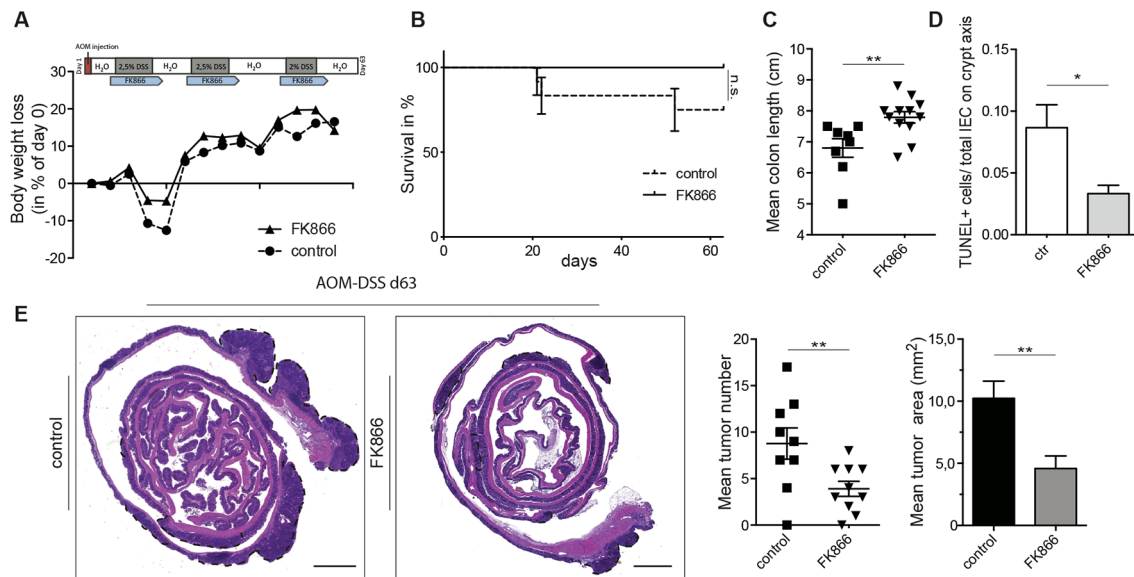 A
AOM injection
Day 1
H₂O
2,5% DSS
H₂O
2,5% DSS
H₂O
2% DSS
H₂O
Day 63
FK866
FK866
FK866
Body weight loss
(in % of day 0)
30
20
10
0
-10
-20
FK866
control
B
Survival in %
100
50
0
0
20
40
60
days
n.s.
control
FK866
C
Mean colon length (cm)
9
8
7
6
5
4
**
control
FK866
D
TUNEL+ cells/ total IEC on crypt axis
0.15
0.10
0.05
0.00
*
ctr
FK866
AOM-DSS d63
E
control
FK866
Mean tumor number
20
15
10
5
0
**
control
FK866
Mean tumor area (mm²)
15.0
10.0
5,0
0.0
**
control
FK866